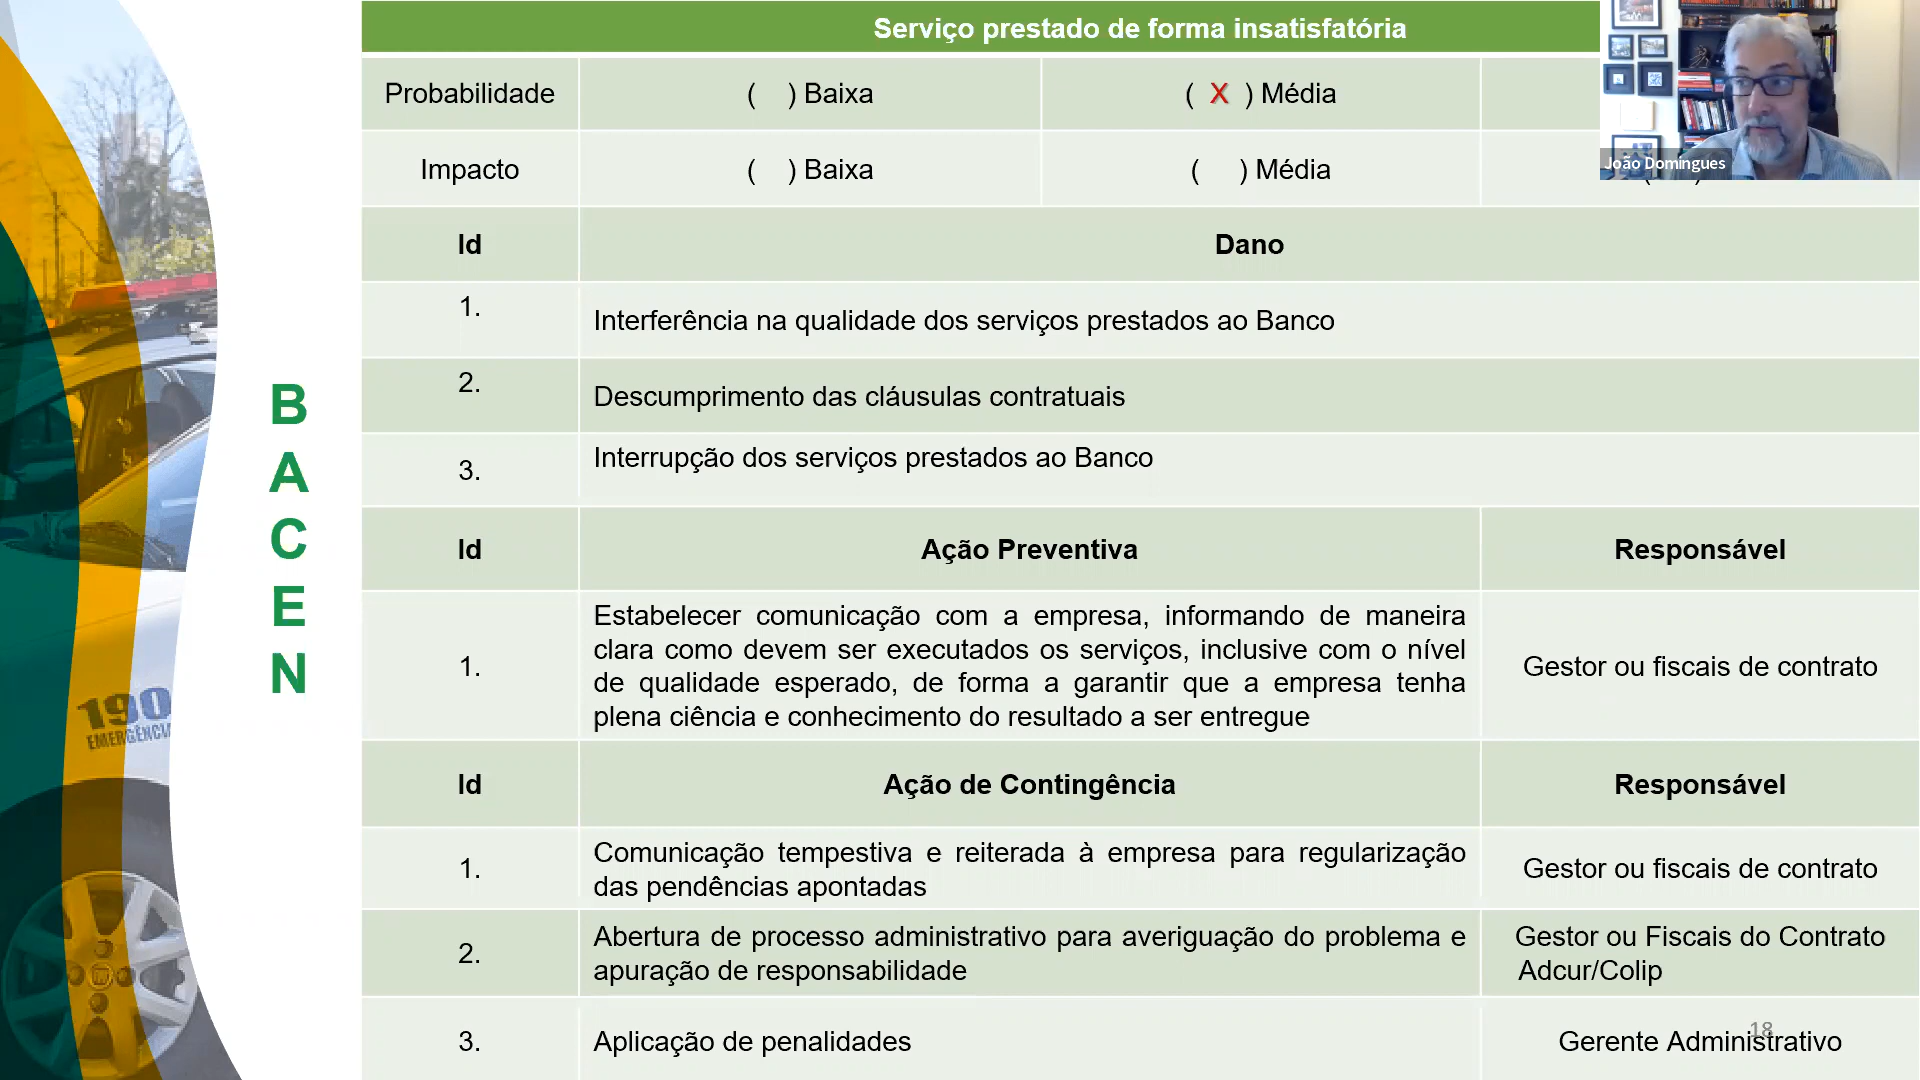 Serviço prestado de forma insatisfatória
João Domingues
Probabilidade ( ) Baixa ( X ) Média
Impacto ( ) Baixa ( ) Média
Id Dano
1. Interferência na qualidade dos serviços prestados ao Banco
2. Descumprimento das cláusulas contratuais
3. Interrupção dos serviços prestados ao Banco
Id Ação Preventiva Responsável
1. Estabelecer comunicação com a empresa, informando de maneira
clara como devem ser executados os serviços, inclusive com o nível
de qualidade esperado, de forma a garantir que a empresa tenha
plena ciência e conhecimento do resultado a ser entregue
Gestor ou fiscais de contrato
Id Ação de Contingência Responsável
1. Comunicação tempestiva e reiterada à empresa para regularização
das pendências apontadas
Gestor ou fiscais de contrato
2. Abertura de processo administrativo para averiguação do problema e
apuração de responsabilidade
Gestor ou Fiscais do Contrato
Adcur/Colip
3. Aplicação de penalidades Gerente Administrativo
18
B
A
C
E
N
190
EMERGÊNCIA